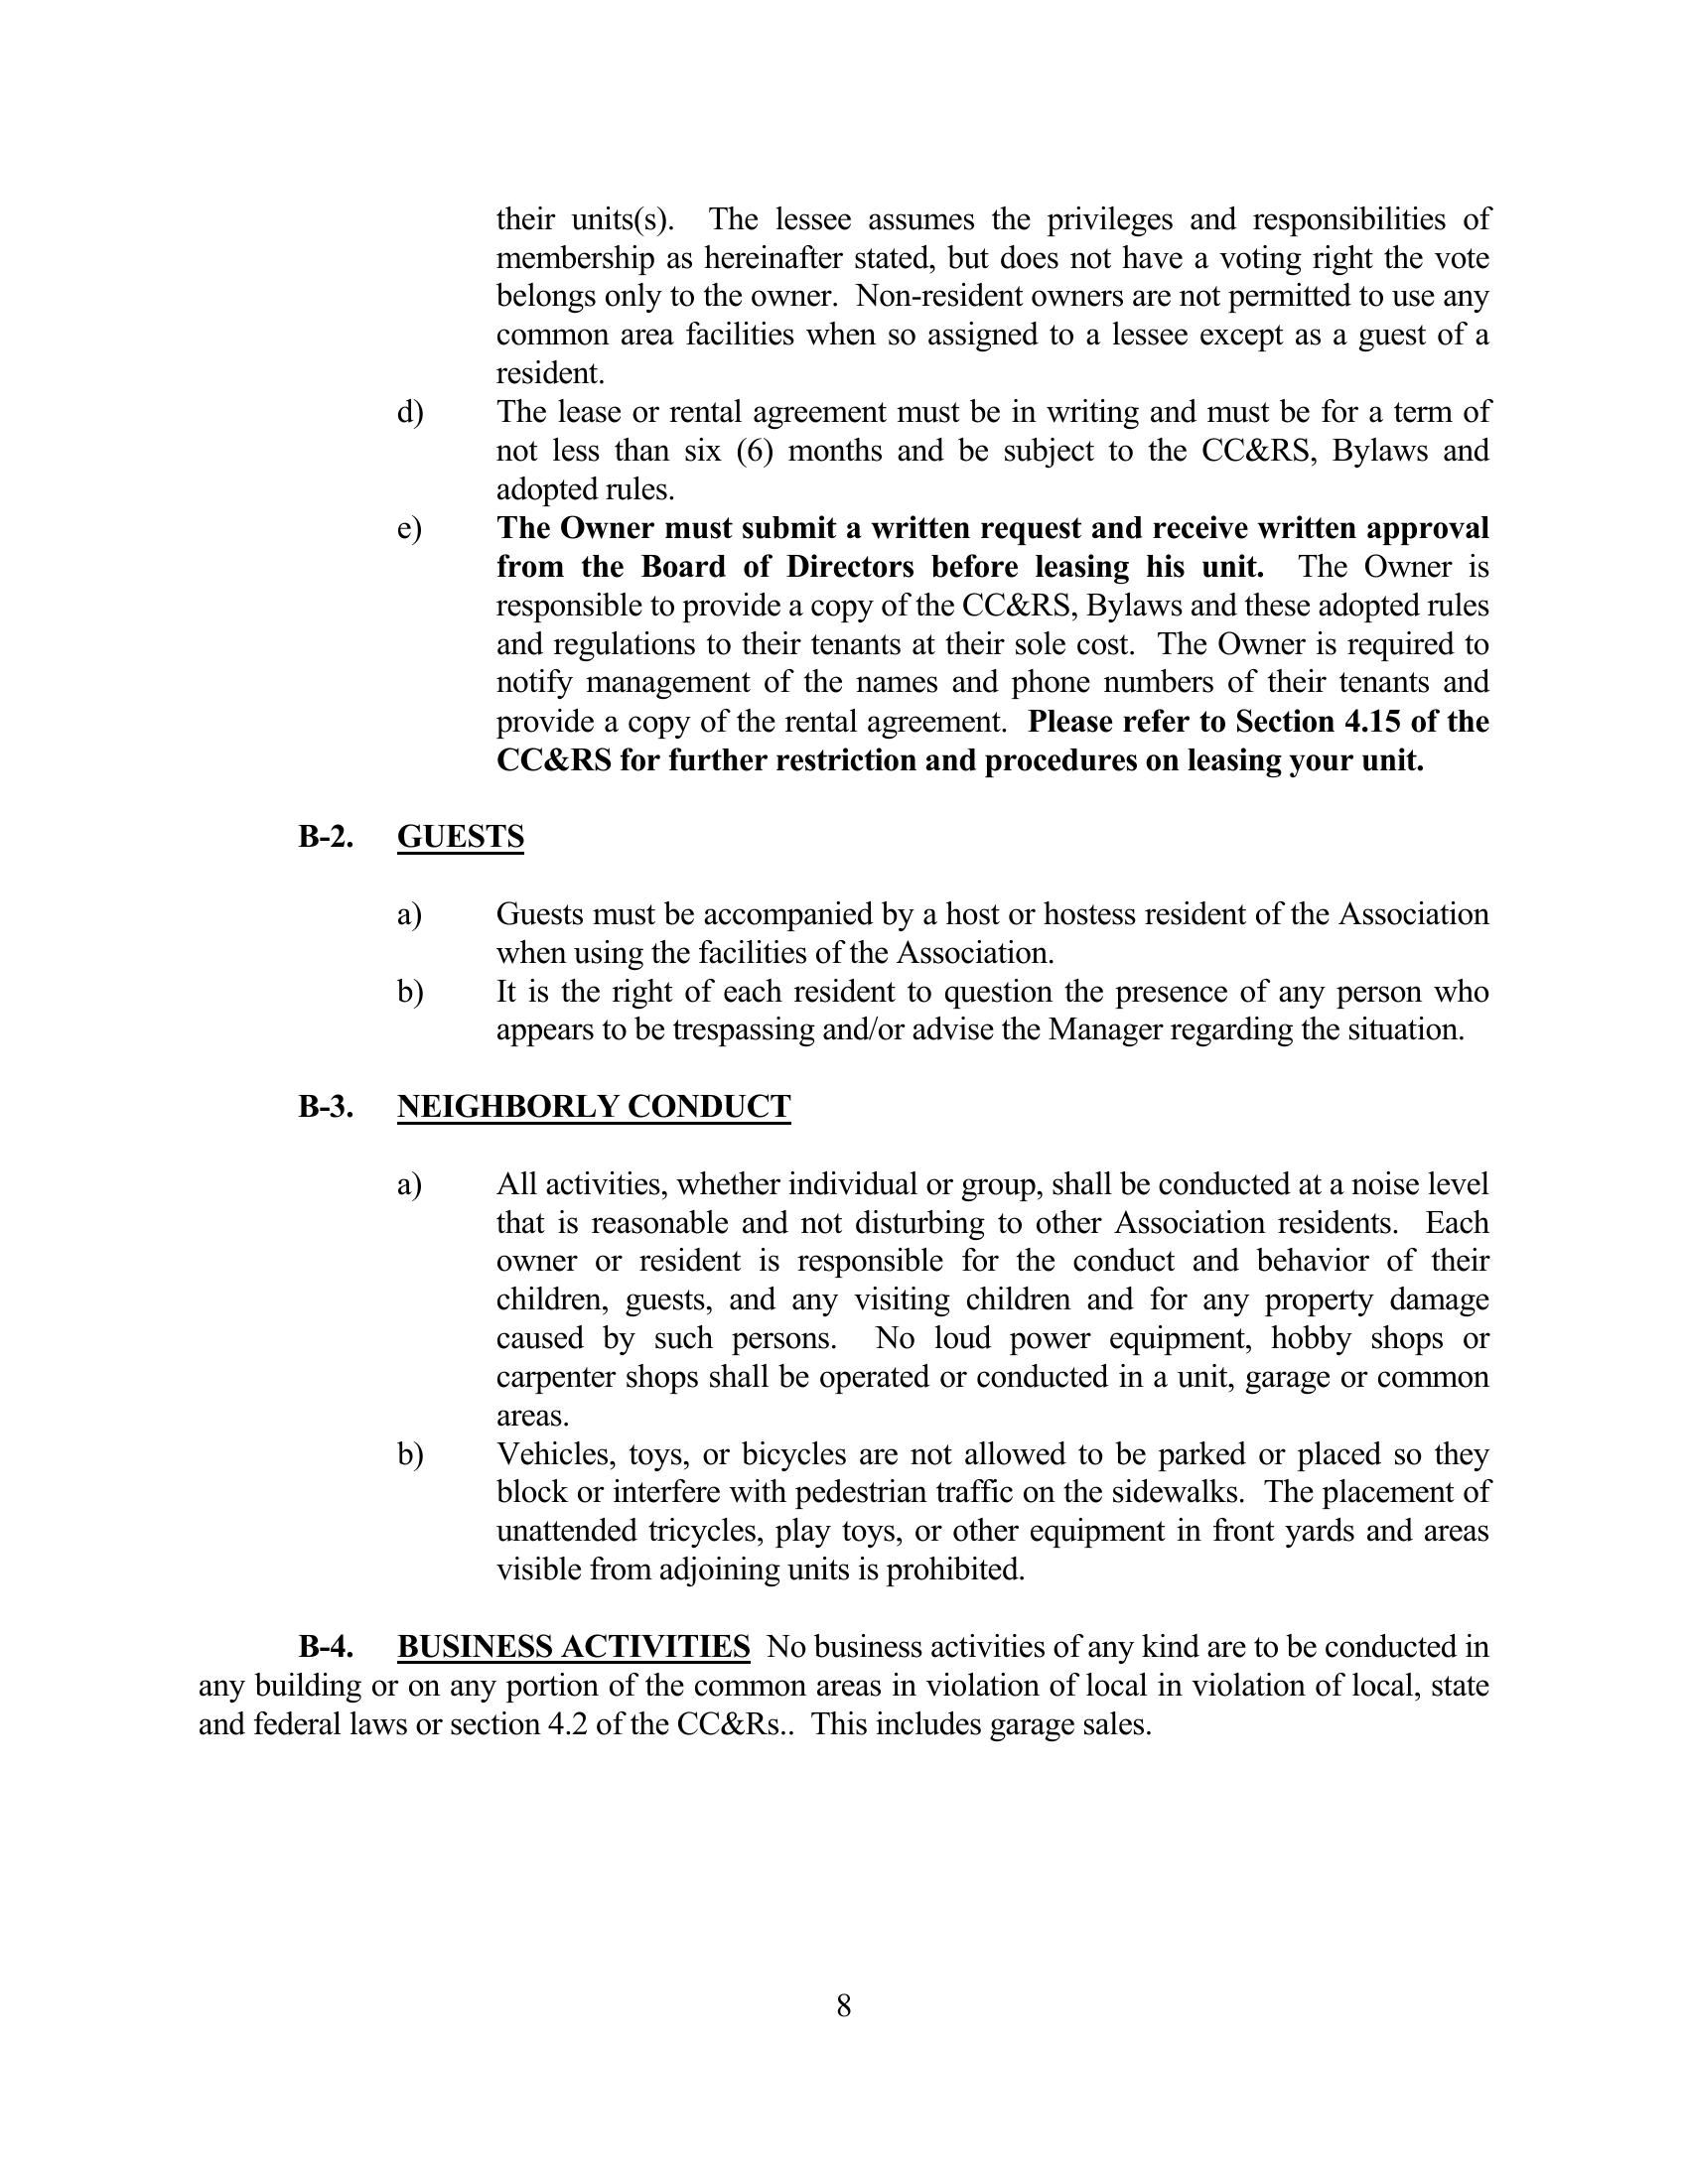 their units(s). The lessee assumes the privileges and responsibilities of
membership as hereinafter stated, but does not have a voting right the vote
belongs only to the owner. Non-resident owners are not permitted to use any
common area facilities when so assigned to a lessee except as a guest of a
resident.
d) The lease or rental agreement must be in writing and must be for a term of
not less than six (6) months and be subject to the CC&RS, Bylaws and
adopted rules.
e) The Owner must submit a written request and receive written approval
from the Board of Directors before leasing his unit. The Owner is
responsible to provide a copy of the CC&RS, Bylaws and these adopted rules
and regulations to their tenants at their sole cost. The Owner is required to
notify management of the names and phone numbers of their tenants and
provide a copy of the rental agreement. Please refer to Section 4.15 of the
CC&RS for further restriction and procedures on leasing your unit.
B-2. GUESTS
a) Guests must be accompanied by a host or hostess resident of the Association
when using the facilities of the Association.
b) It is the right of each resident to question the presence of any person who
appears to be trespassing and/or advise the Manager regarding the situation.
B-3. NEIGHBORLY CONDUCT
a) All activities, whether individual or group, shall be conducted at a noise level
that is reasonable and not disturbing to other Association residents. Each
owner or resident is responsible for the conduct and behavior of their
children, guests, and any visiting children and for any property damage
caused by such persons. No loud power equipment, hobby shops or
carpenter shops shall be operated or conducted in a unit, garage or common
areas.
b) Vehicles, toys, or bicycles are not allowed to be parked or placed so they
block or interfere with pedestrian traffic on the sidewalks. The placement of
unattended tricycles, play toys, or other equipment in front yards and areas
visible from adjoining units is prohibited.
B-4. BUSINESS ACTIVITIES No business activities of any kind are to be conducted in
any building or on any portion of the common areas in violation of local in violation of local, state
and federal laws or section 4.2 of the CC&Rs.. This includes garage sales.
8